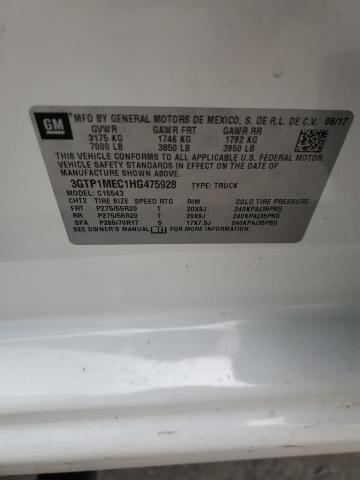 GM
MFD BY GENERAL MOTORS DE MEXICO, S. DE R.L. DE C.V. 06/17
GVWR GAWR FRT GAWR RR
3175 KG 1746 KG 1792 KG
7000 LB 3850 LB 3950 LB
THIS VEHICLE CONFORMS TO ALL APPLICABLE U.S. FEDERAL MOTOR
VEHICLE SAFETY STANDARDS IN EFFECT ON THE DATE OF
MANUFACTURE SHOWN ABOVE.
3GTP1MEC1HG475928 TYPE: TRUCK
MODEL: C15543
CHT2 TIRE SIZE SPEED RTG RIM COLD TIRE PRESSURE
FRT P275/55R20 T 20X9J 240KPA(35PSI)
RR P275/55R20 T 20X9J 240KPA(35PSI)
SPA P265/70R17 S 17X7.5J 240KPA(35PSI)
SEE OWNER'S MANUAL FOR MORE INFORMATION.